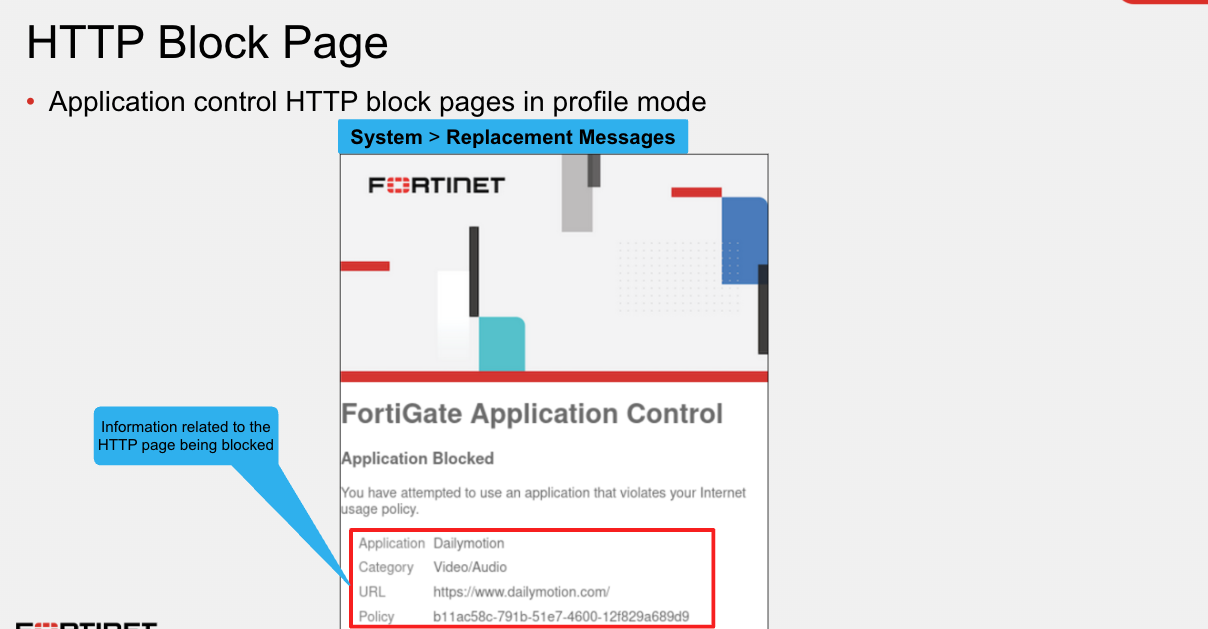 HTTP Block Page
• Application control HTTP block pages in profile mode
System > Replacement Messages
FORTINET
FortiGate Application Control
Information related to the
HTTP page being blocked
Application Blocked
You have attempted to use an application that violates your Internet
usage policy.
Application Dailymotion
Category Video/Audio
URL https://www.dailymotion.com/
Policy b11ac58c-791b-51e7-4600-12f829a689d9
FORTINET